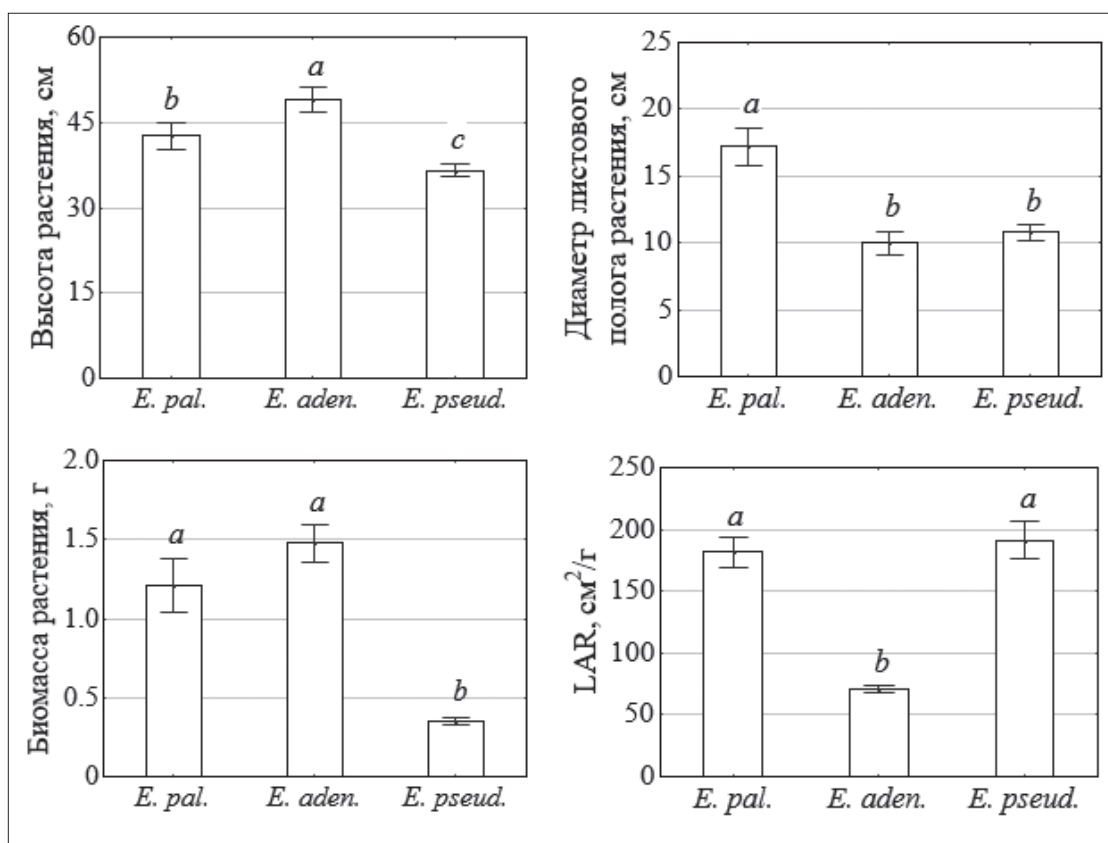 Высота растения, см
60
45
30
15
0
b
a
c
E. pal.
E. aden.
E. pseud.
Диаметр листового
полога растения, см
25
20
15
10
5
0
a
b
b
E. pal.
E. aden.
E. pseud.
Биомасса растения, г
2.0
1.5
1.0
0.5
0
a
a
b
E. pal.
E. aden.
E. pseud.
LAR, см²/г
250
200
150
100
50
0
a
b
a
E. pal.
E. aden.
E. pseud.